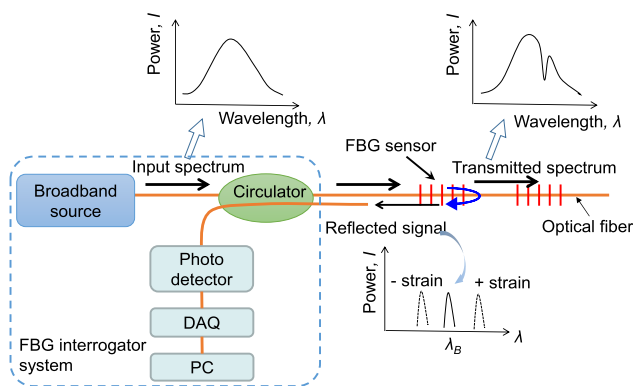 Power, I
Wavelength, λ
Power, I
Wavelength, λ
FBG sensor
Input spectrum
Transmitted spectrum
Broadband
source
Circulator
Optical fiber
Reflected signal
Photo
detector
DAQ
PC
FBG interrogator
system
Power, I
- strain
+ strain
λB
λ